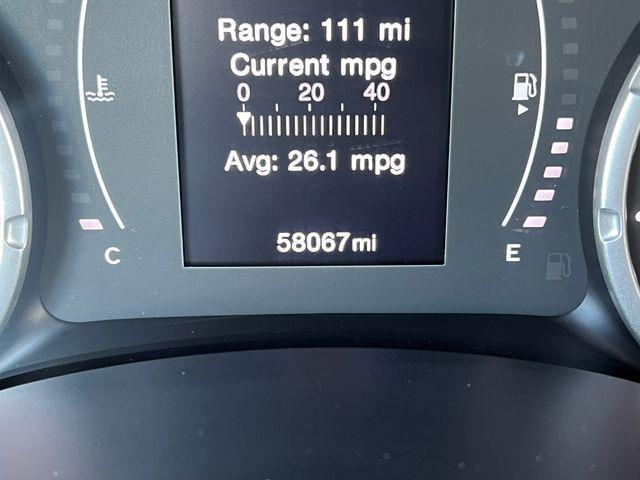 Range: 111 mi
Current mpg
0 20 40
Avg: 26.1 mpg
58067mi
C
E